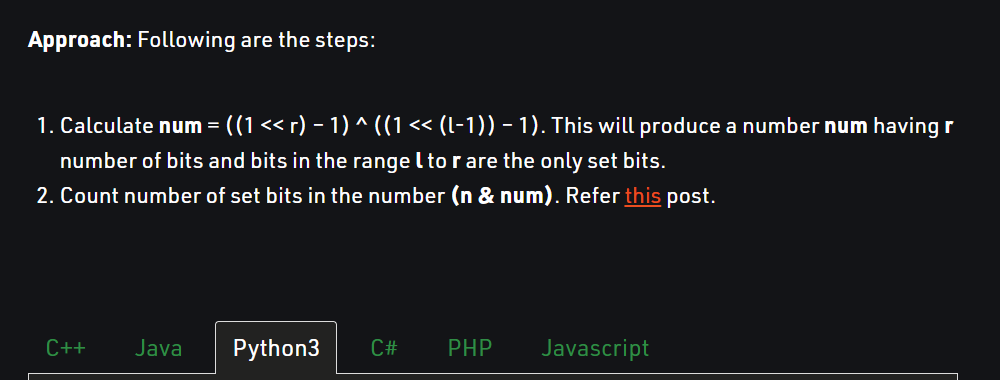 Approach: Following are the steps:
1. Calculate num = ((1 << r) – 1) ^ ((1 << (l-1)) – 1). This will produce a number num having r
number of bits and bits in the range l to r are the only set bits.
2. Count number of set bits in the number (n & num). Refer this post.
C++ Java Python3 C# PHP Javascript